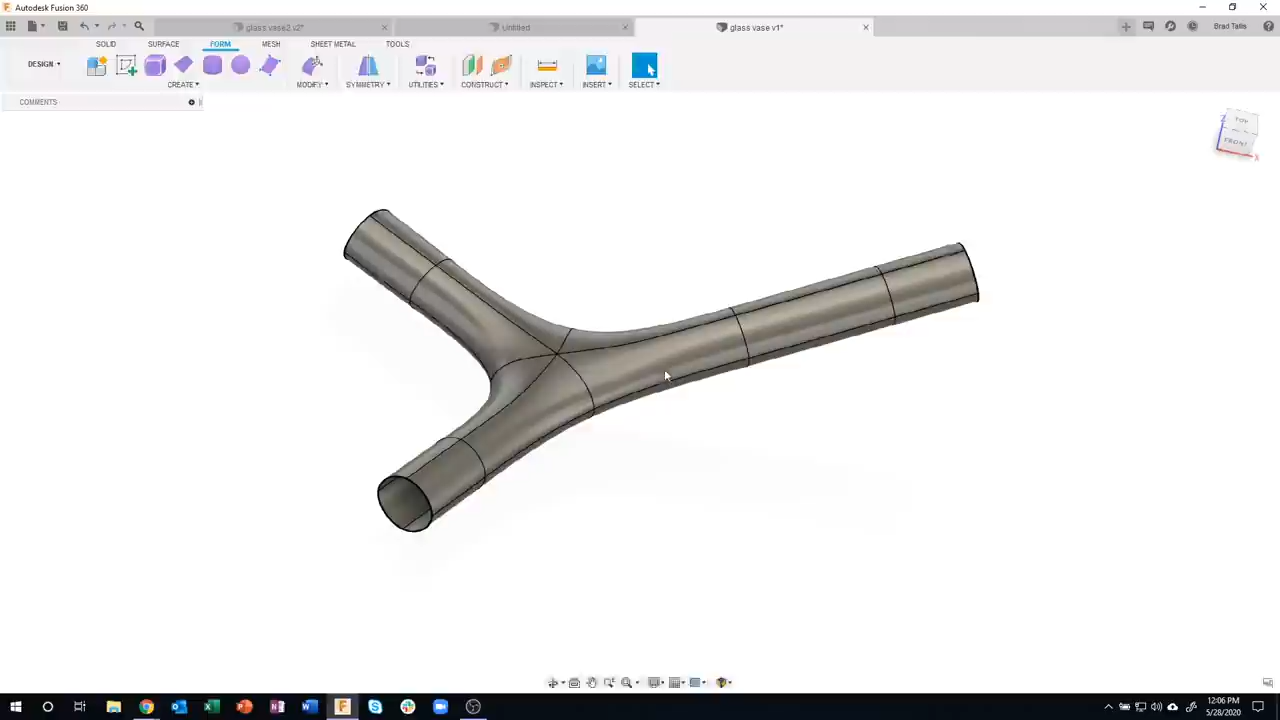 Autodesk Fusion 360
glass vase2 v2*
Untitled
glass vase v1*
Brad Tallis
SOLID
SURFACE
FORM
MESH
SHEET METAL
TOOLS
DESIGN
CREATE
MODIFY
SYMMETRY
UTILITIES
CONSTRUCT
INSPECT
INSERT
SELECT
COMMENTS
TOP
FRONT
Z
X
12:06 PM
5/28/2020